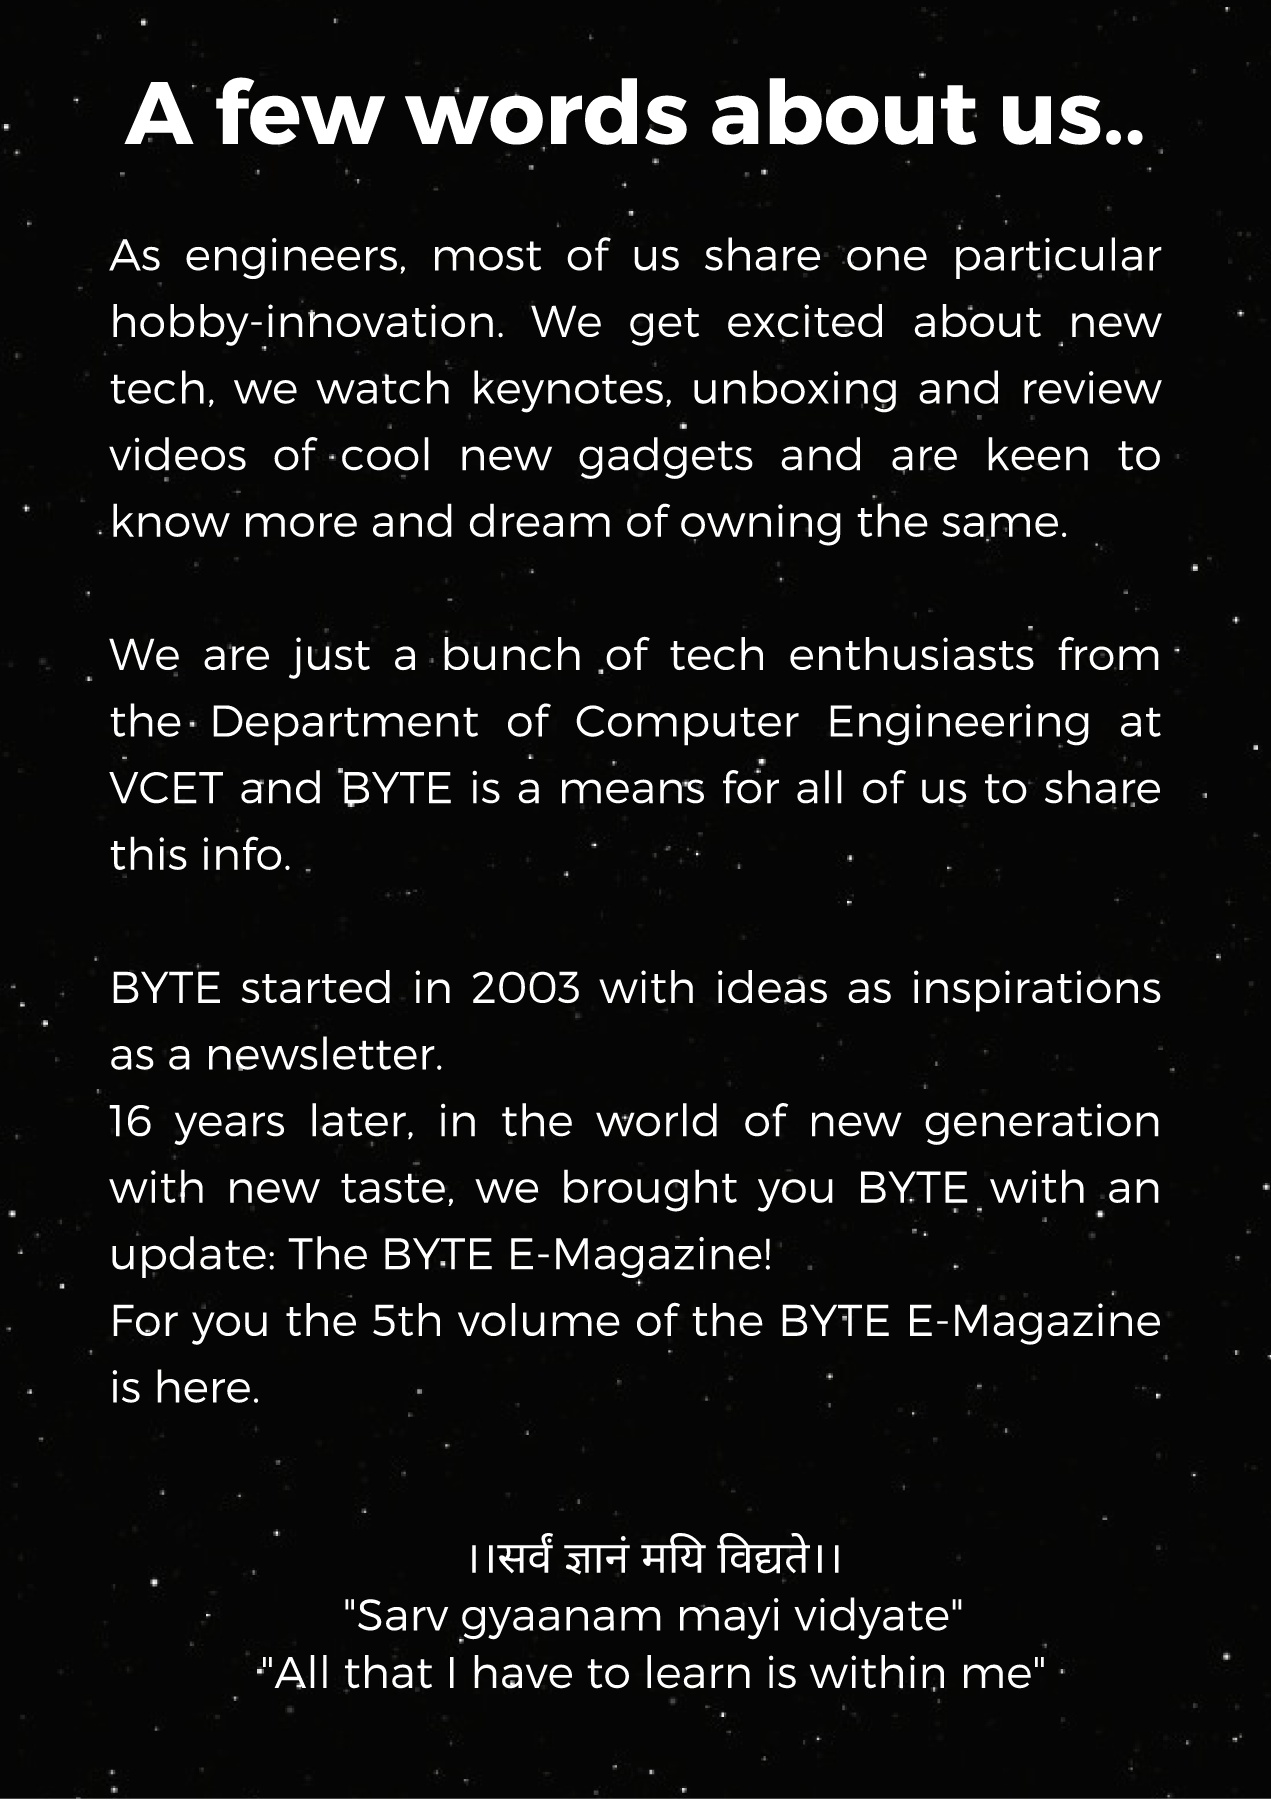 A few words about us..
As engineers, most of us share one particular
hobby-innovation. We get excited about new
tech, we watch keynotes, unboxing and review
videos of cool new gadgets and are keen to
know more and dream of owning the same.
We are just a bunch of tech enthusiasts from
the Department of Computer Engineering at
VCET and BYTE is a means for all of us to share
this info.
BYTE started in 2003 with ideas as inspirations
as a newsletter.
16 years later, in the world of new generation
with new taste, we brought you BYTE with an
update: The BYTE E-Magazine!
For you the 5th volume of the BYTE E-Magazine
is here.
।।सर्वं ज्ञानं मयि विद्यते।।
"Sarv gyaanam mayi vidyate"
"All that I have to learn is within me"